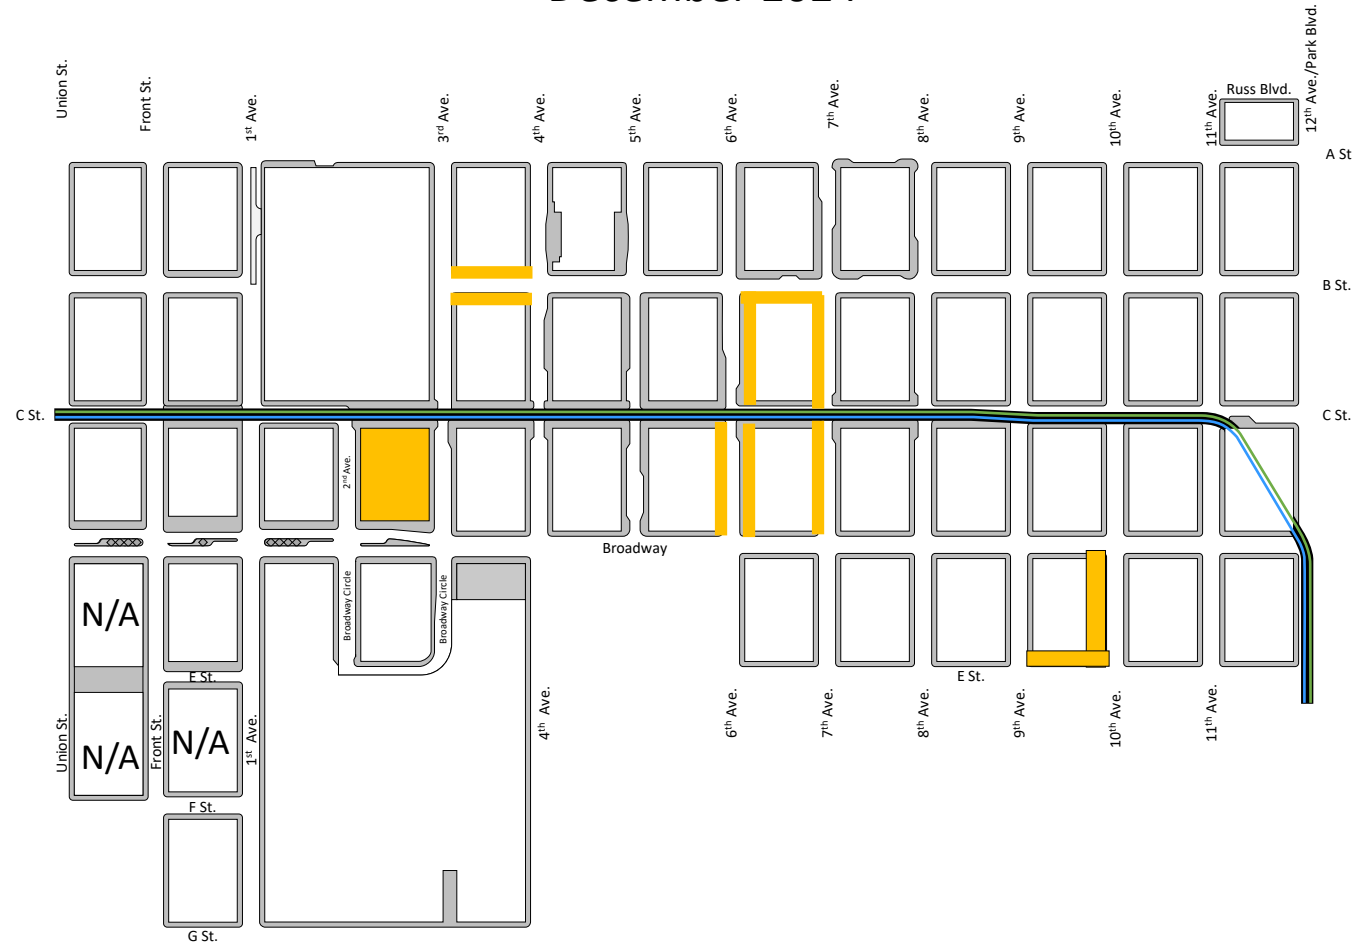 December 2024
Union St.
Front St.
1st Ave.
3rd Ave.
4th Ave.
5th Ave.
6th Ave.
7th Ave.
8th Ave.
9th Ave.
10th Ave.
11th Ave.
12th Ave./Park Blvd.
Russ Blvd.
A St
B St.
C St.
C St.
2nd Ave.
Broadway
Broadway Circle
Broadway Circle
N/A
E St.
E St.
N/A
N/A
Union St.
Front St.
1st Ave.
4th Ave.
6th Ave.
7th Ave.
8th Ave.
9th Ave.
10th Ave.
11th Ave.
F St.
G St.